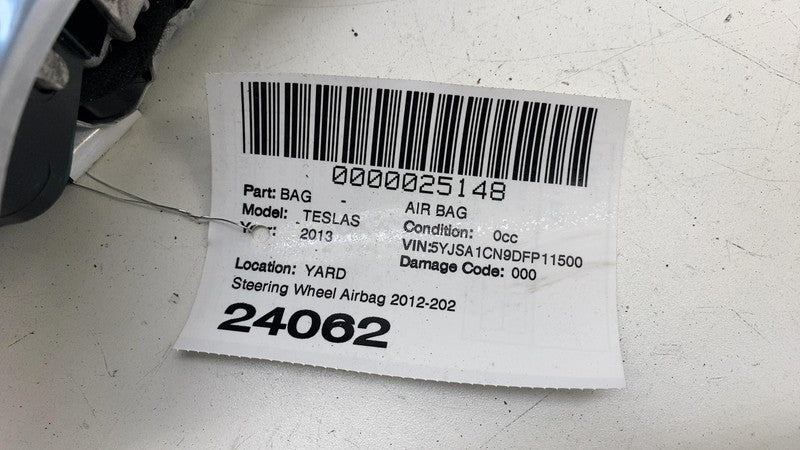 0000025148
Part: BAG - AIR BAG
Model: TESLAS Condition: 0cc
Year: - 2013 VIN:5YJSA1CN9DFP11500
Location: YARD Damage Code: 000
Steering Wheel Airbag 2012-202
24062